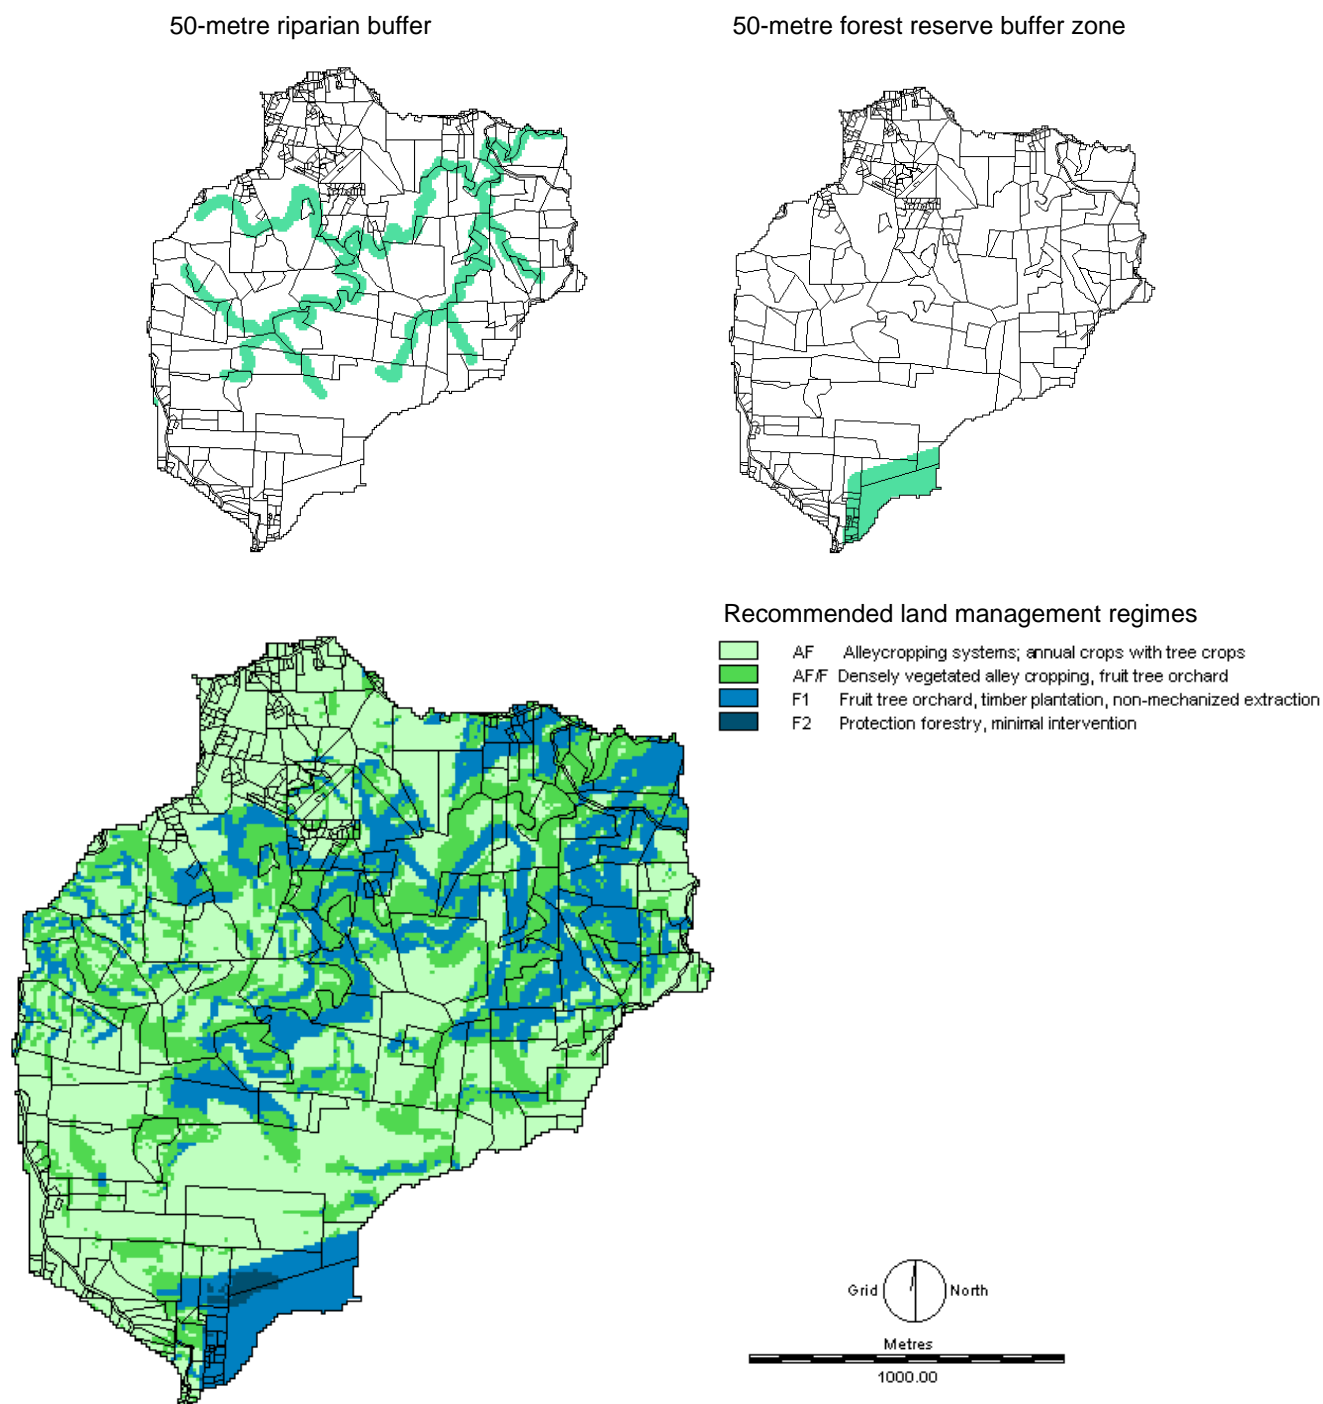 50-metre riparian buffer
50-metre forest reserve buffer zone
Recommended land management regimes
AF Alleycropping systems; annual crops with tree crops
AF/F Densely vegetated alley cropping, fruit tree orchard
F1 Fruit tree orchard, timber plantation, non-mechanized extraction
F2 Protection forestry, minimal intervention
Grid North
Metres
1000.00